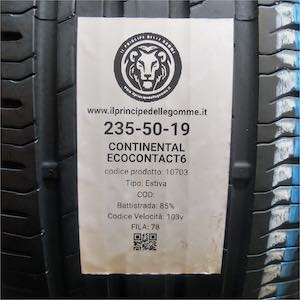 IL PRINCIPE DELLE GOMME
www.ilprincipedellegomme.it
235-50-19
CONTINENTAL
ECOCONTACT6
codice prodotto: 10703
Tipo: Estiva
COD:
Battistrada: 85%
Codice Velocità: 103v
FILA: 78